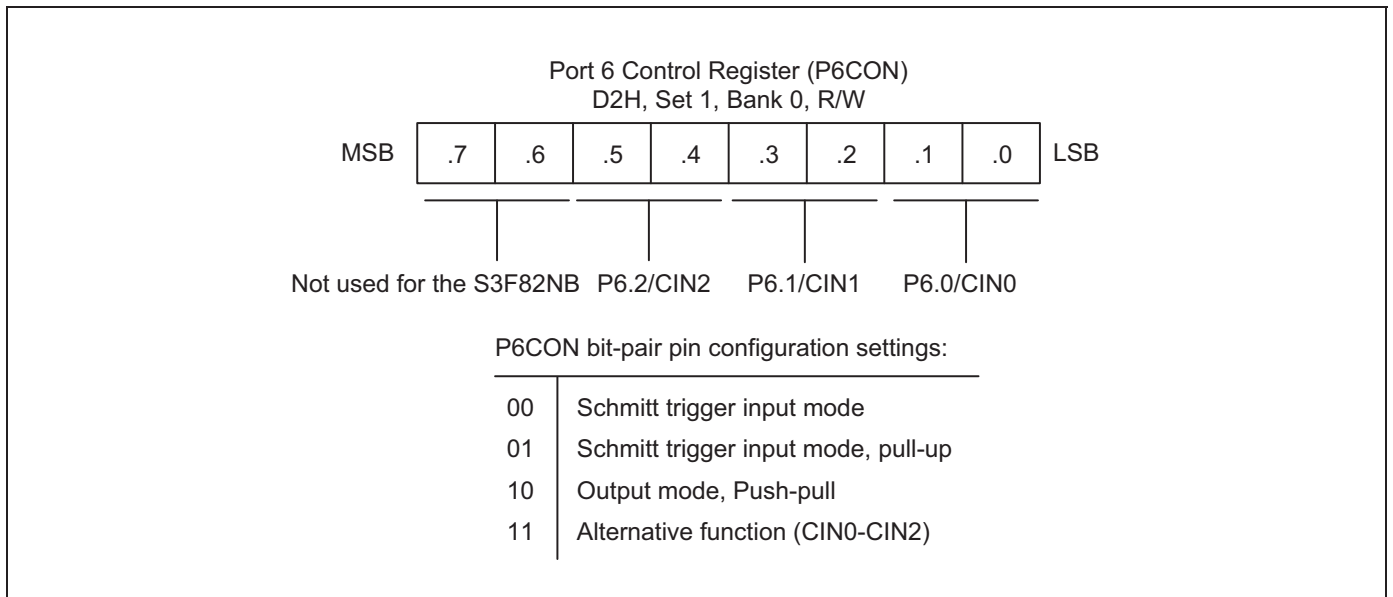 Port 6 Control Register (P6CON)
D2H, Set 1, Bank 0, R/W
MSB .7 .6 .5 .4 .3 .2 .1 .0 LSB
Not used for the S3F82NB P6.2/CIN2 P6.1/CIN1 P6.0/CIN0
P6CON bit-pair pin configuration settings:
00 Schmitt trigger input mode
01 Schmitt trigger input mode, pull-up
10 Output mode, Push-pull
11 Alternative function (CIN0-CIN2)